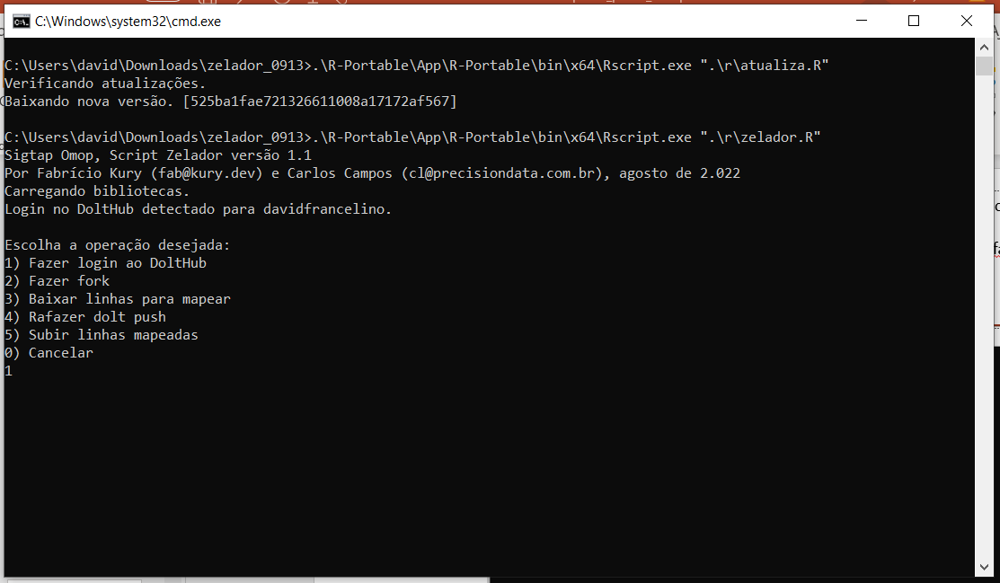 C:\Windows\system32\cmd.exe
C:\Users\david\Downloads\zelador_0913>.\R-Portable\App\R-Portable\bin\x64\Rscript.exe ".\r\atualiza.R"
Verificando atualizações.
Baixando nova versão. [525ba1fae721326611008a17172af567]
C:\Users\david\Downloads\zelador_0913>.\R-Portable\App\R-Portable\bin\x64\Rscript.exe ".\r\zelador.R"
Sigtap Omop, Script Zelador versão 1.1
Por Fabrício Kury (fab@kury.dev) e Carlos Campos (cl@precisiondata.com.br), agosto de 2.022
Carregando bibliotecas.
Login no DoltHub detectado para davidfrancelino.
Escolha a operação desejada:
1) Fazer login ao DoltHub
2) Fazer fork
3) Baixar linhas para mapear
4) Rafazer dolt push
5) Subir linhas mapeadas
0) Cancelar
1